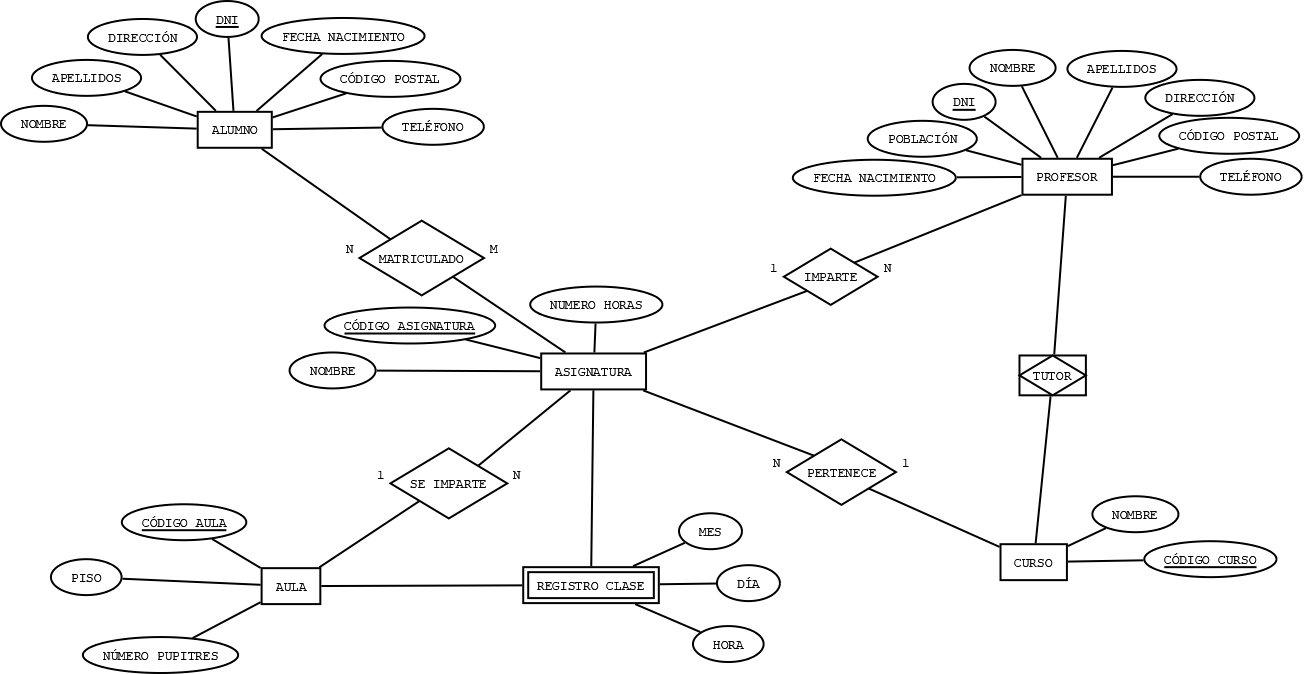 DNI
DIRECCIÓN
FECHA NACIMIENTO
APELLIDOS
CÓDIGO POSTAL
NOMBRE
ALUMNO
TELÉFONO
NOMBRE
APELLIDOS
DNI
DIRECCIÓN
POBLACIÓN
CÓDIGO POSTAL
FECHA NACIMIENTO
PROFESOR
TELÉFONO
N
MATRICULADO
M
1
IMPARTE
N
NUMERO HORAS
CÓDIGO ASIGNATURA
NOMBRE
ASIGNATURA
TUTOR
1
SE IMPARTE
N
N
PERTENECE
1
CÓDIGO AULA
PISO
AULA
NÚMERO PUPITRES
REGISTRO CLASE
MES
DÍA
HORA
NOMBRE
CURSO
CÓDIGO CURSO